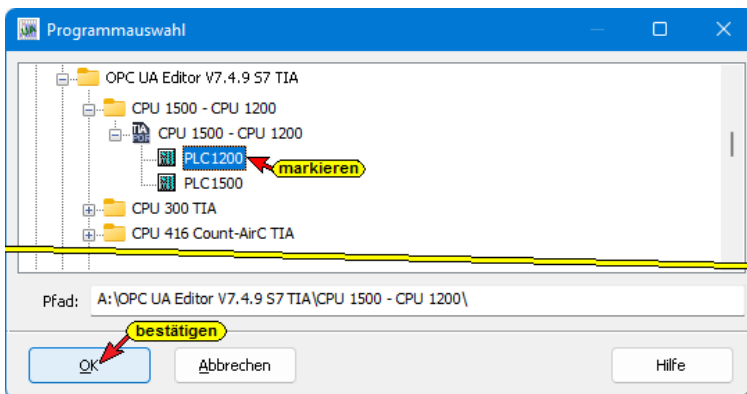 Programmauswahl
OPC UA Editor V7.4.9 S7 TIA
CPU 1500 - CPU 1200
CPU 1500 - CPU 1200
PLC1200
markieren
PLC1500
CPU 300 TIA
CPU 416 Count-AirC TIA
Pfad: A:\OPC UA Editor V7.4.9 S7 TIA\CPU 1500 - CPU 1200\
bestätigen
OK Abbrechen Hilfe